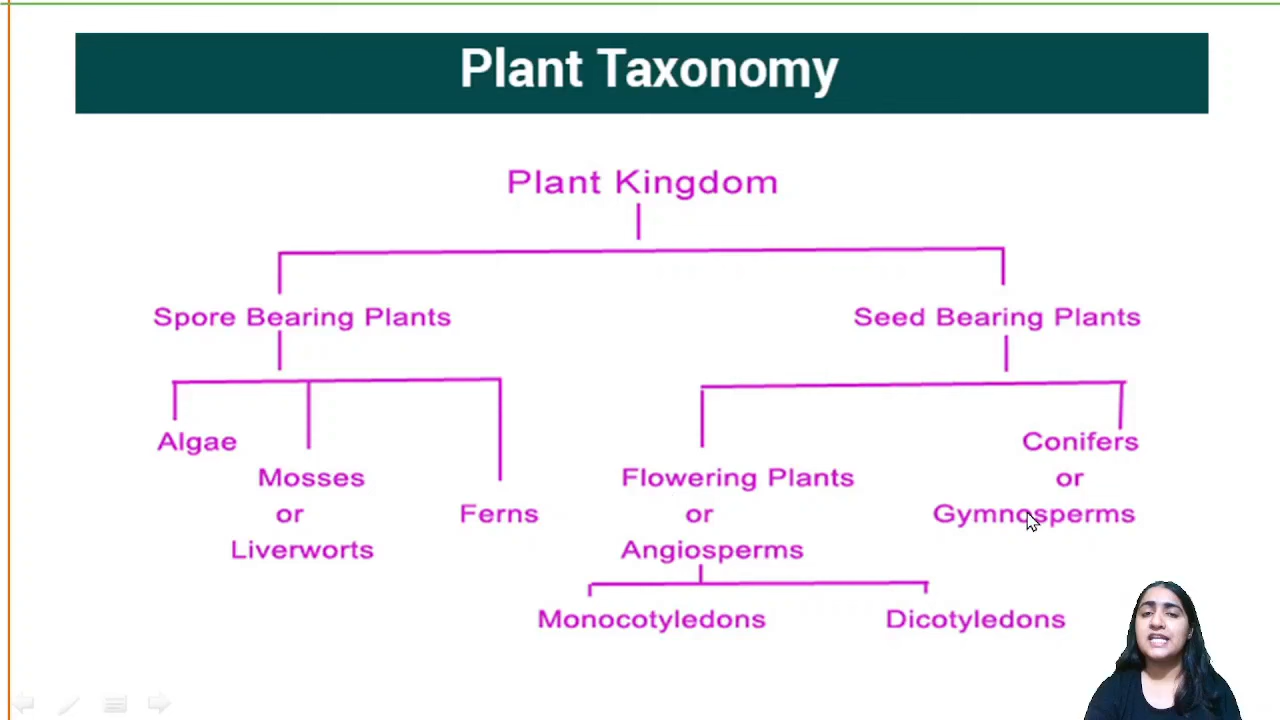 Plant Taxonomy
Plant Kingdom
Spore Bearing Plants
Seed Bearing Plants
Algae
Mosses
or
Liverworts
Ferns
Flowering Plants
or
Angiosperms
Conifers
or
Gymnosperms
Monocotyledons
Dicotyledons